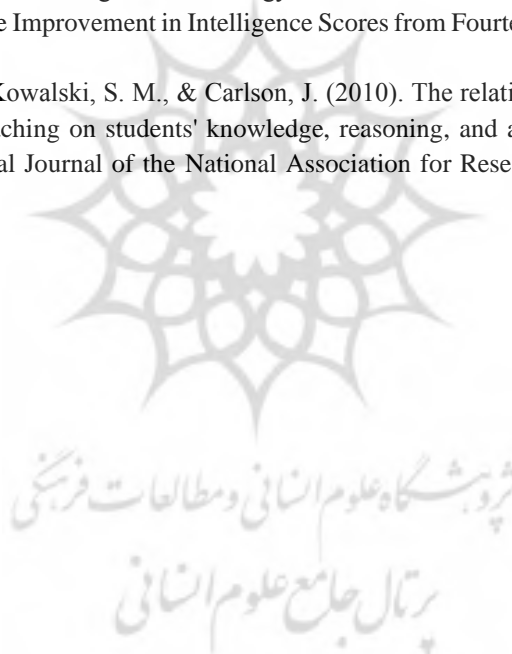 e Improvement in Intelligence Scores from Fourte
Kowalski, S. M., & Carlson, J. (2010). The relati
aching on students' knowledge, reasoning, and a
al Journal of the National Association for Rese
پژوهشگاه علوم انسانی و مطالعات فرهنگی
پرتال جامع علوم انسانی